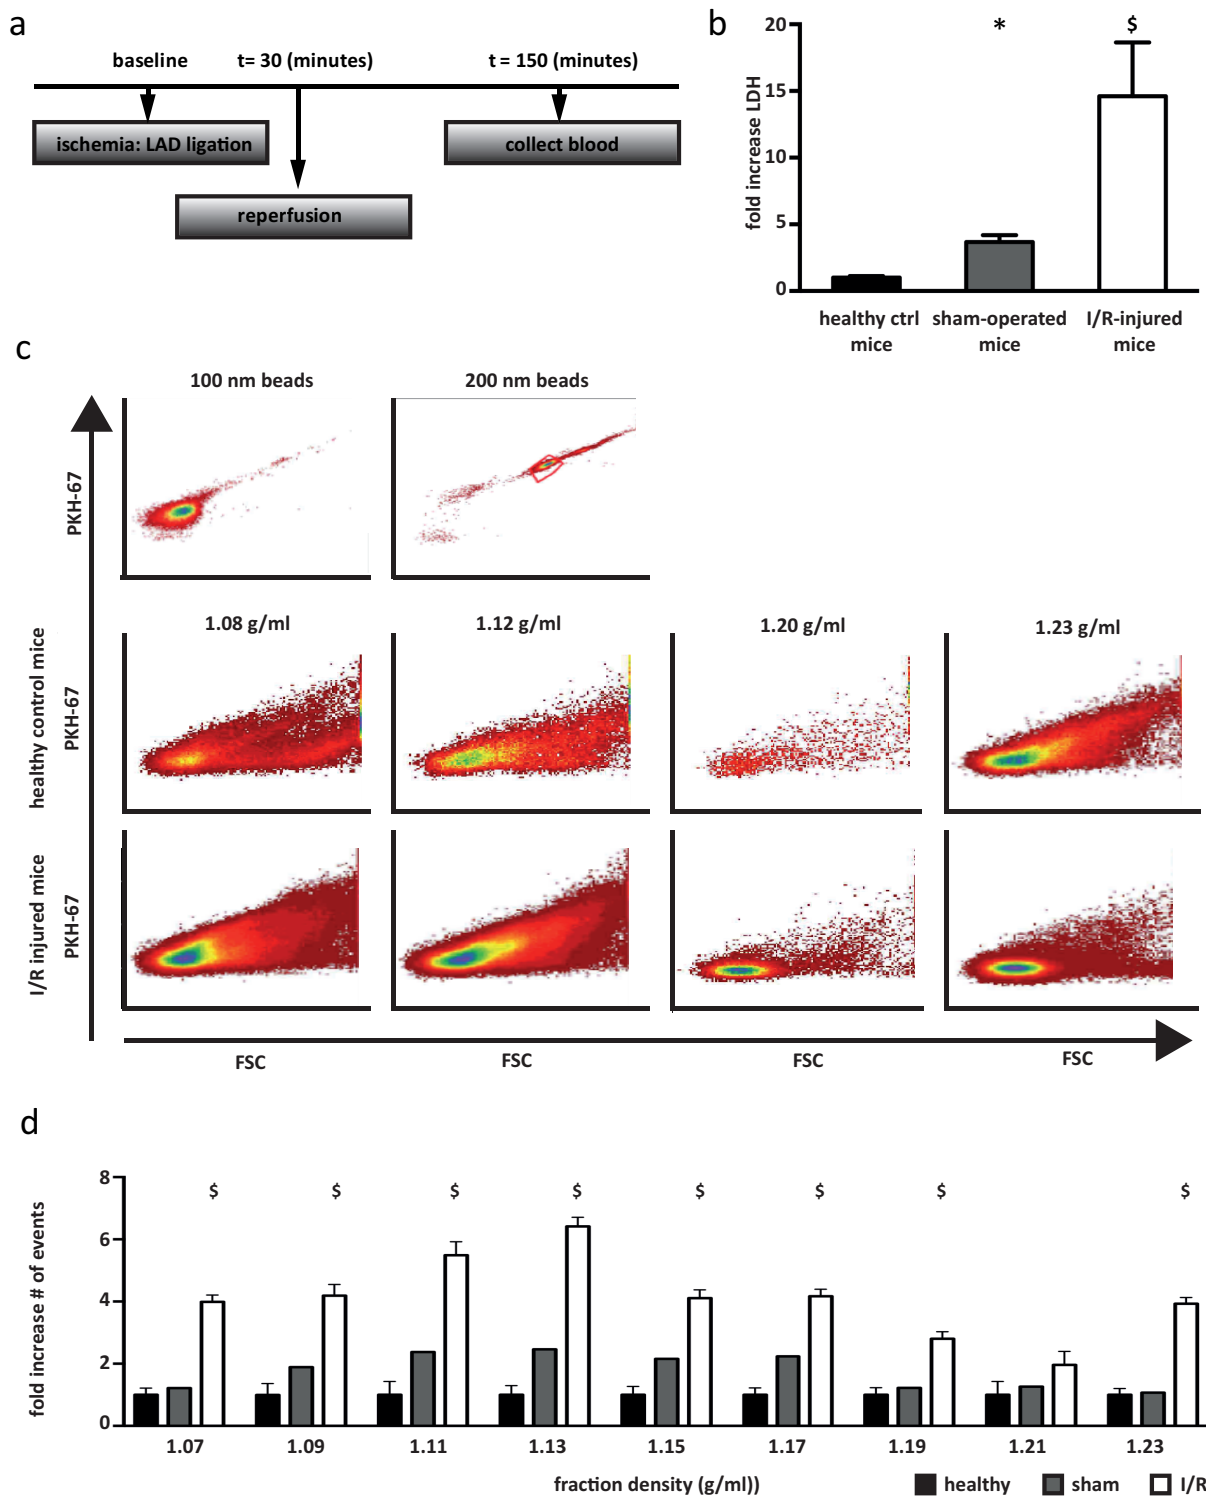 a
baseline
t= 30 (minutes)
t = 150 (minutes)
ischemia: LAD ligation
collect blood
reperfusion
b
fold increase LDH
20
15
10
5
0
*
$
healthy ctrl mice
sham-operated mice
I/R-injured mice
c
100 nm beads
200 nm beads
PKH-67
1.08 g/ml
1.12 g/ml
1.20 g/ml
1.23 g/ml
healthy control mice
PKH-67
I/R injured mice
PKH-67
FSC
FSC
FSC
FSC
d
fold increase # of events
8
6
4
2
0
$ $ $ $ $ $ $ $
1.07 1.09 1.11 1.13 1.15 1.17 1.19 1.21 1.23
fraction density (g/ml))
healthy sham I/R